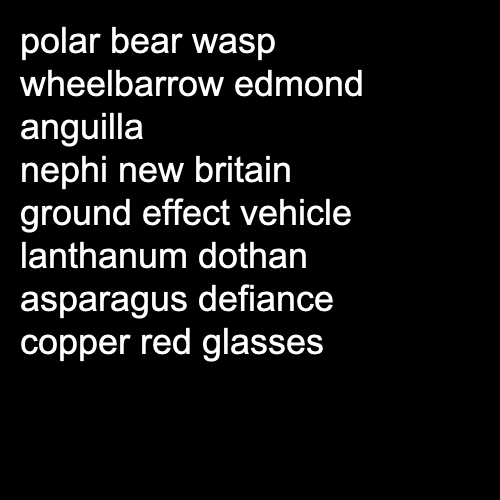 polar bear wasp
wheelbarrow edmond
anguilla
nephi new britain
ground effect vehicle
lanthanum dothan
asparagus defiance
copper red glasses